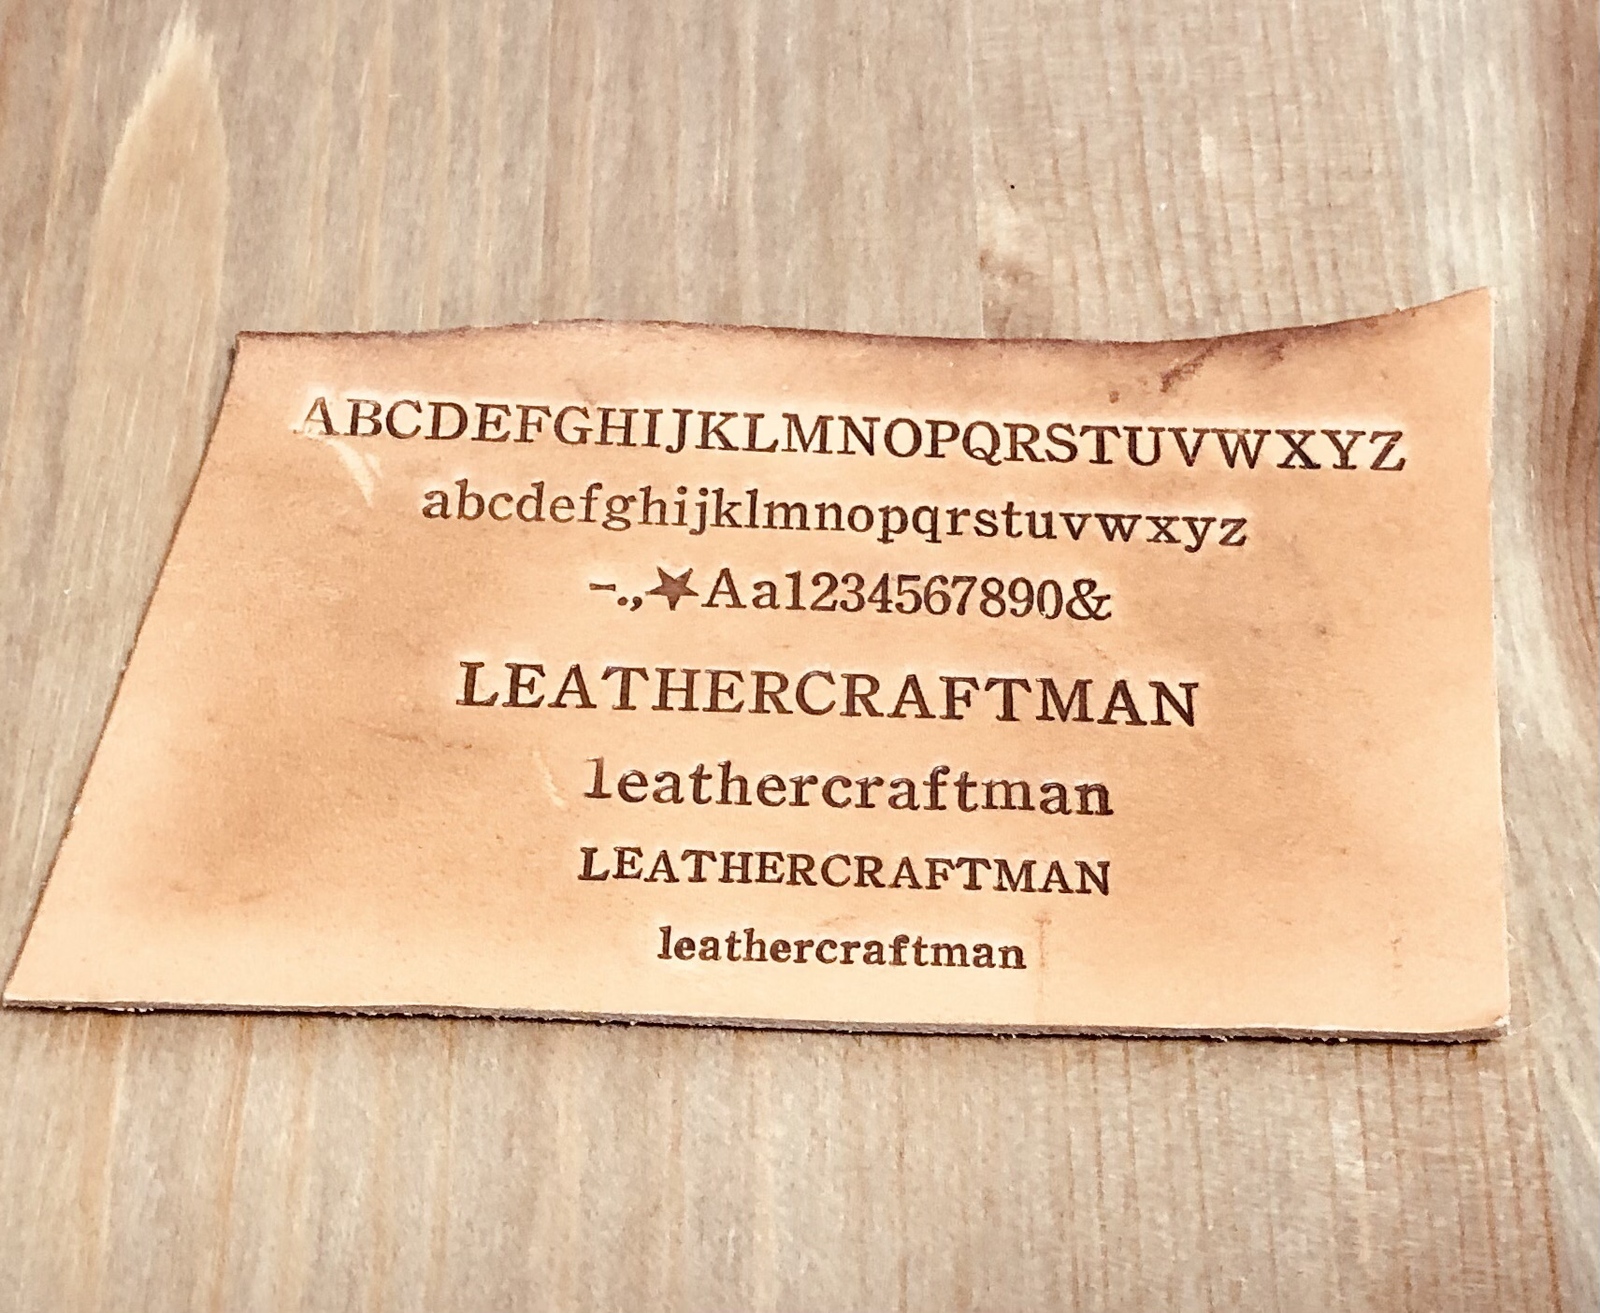 ABCDEFGHIJKLMNOPQRSTUVWXYZ
abcdefghijklmnopqrstuvwxyz
-.,★Aa1234567890&
LEATHERCRAFTMAN
leathercraftman
LEATHERCRAFTMAN
leathercraftman